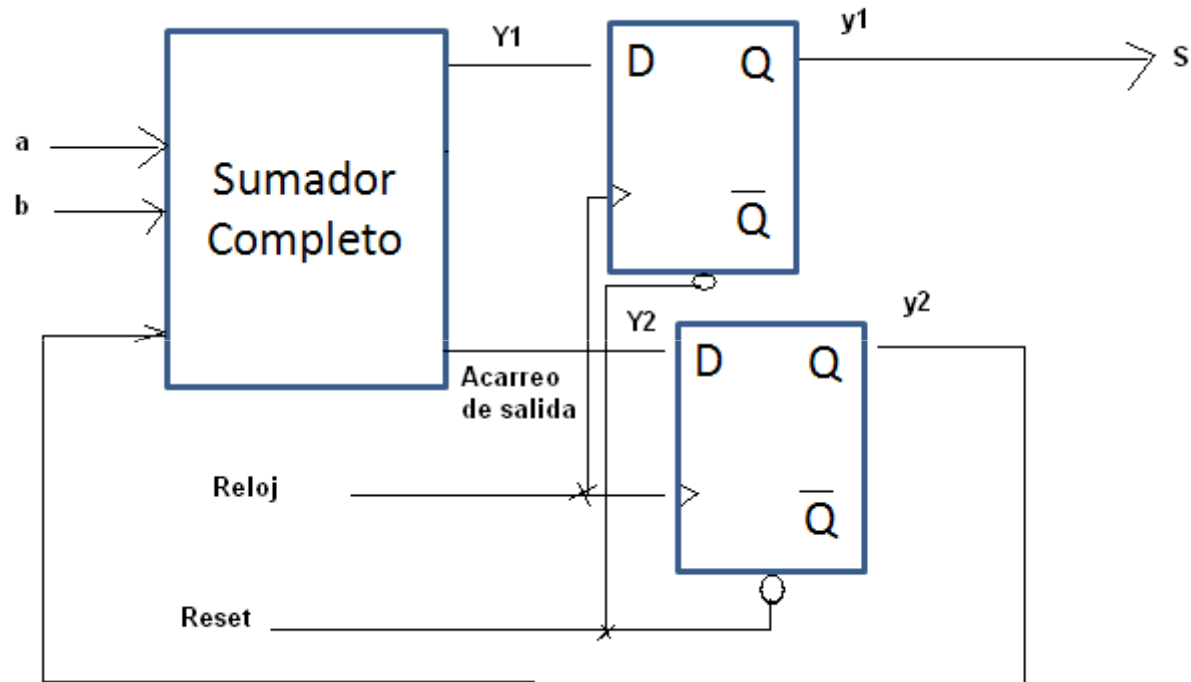 Y1
y1
D
Q
S
a
b
Sumador
Completo
Q
Y2
y2
D
Q
Acarreo
de salida
Reloj
Q
Reset